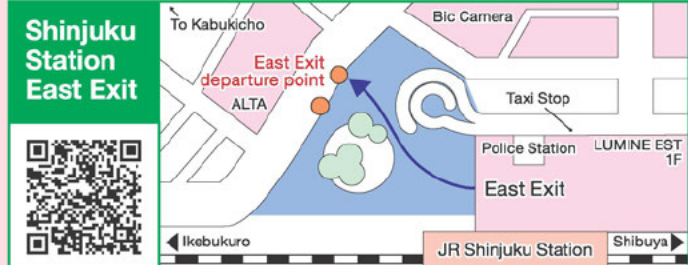 Shinjuku
Station
East Exit
To Kabukicho
Bic Camera
East Exit
departure point
ALTA
Taxi Stop
Police Station
LUMINE EST
1F
East Exit
Ikebukuro
JR Shinjuku Station
Shibuya